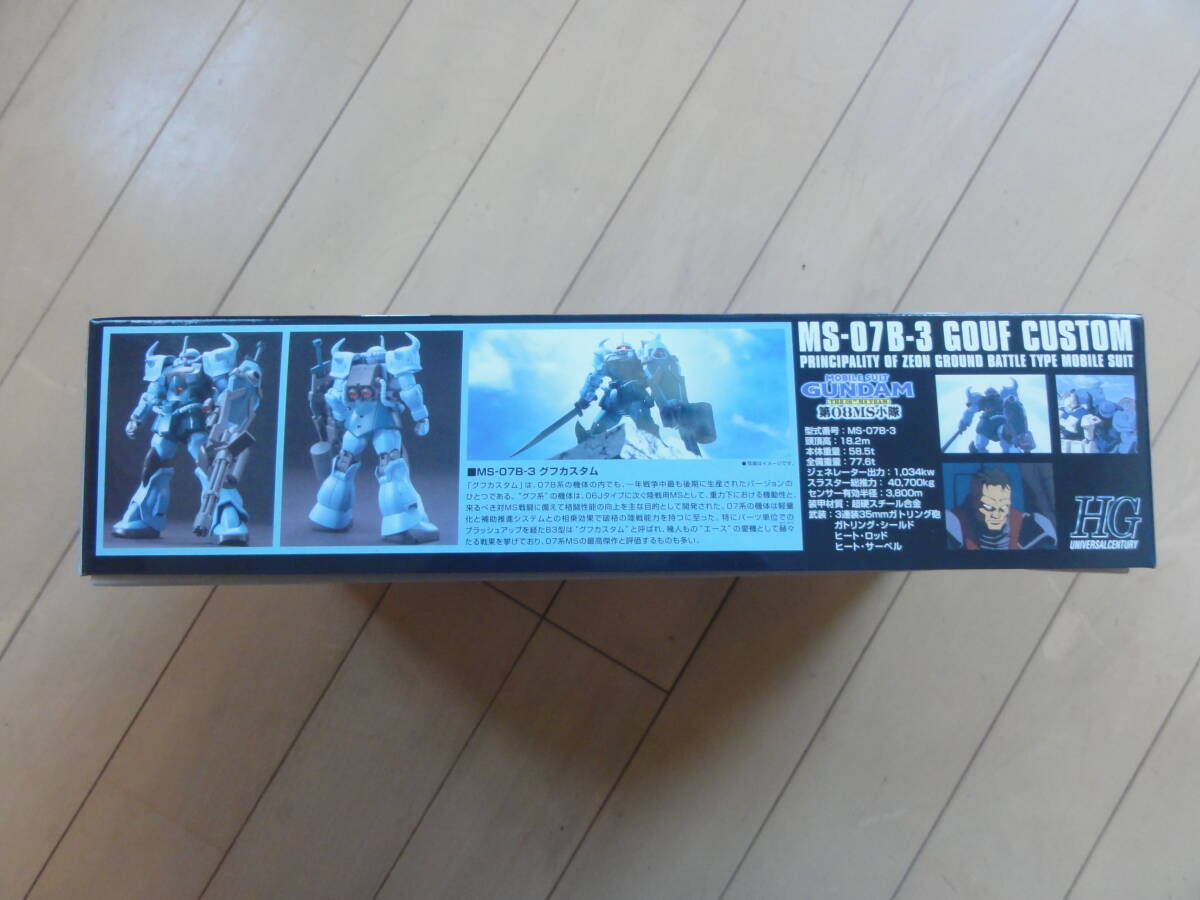 MS-07B-3 GOUF CUSTOM
PRINCIPALITY OF ZEON GROUND BATTLE TYPE MOBILE SUIT
MOBILE SUIT
GUNDAM
第08MS小隊
型式番号：MS-07B-3
頭頂高：18.2m
本体重量：58.5t
全備重量：77.6t
ジェネレーター出力：1,034kw
スラスター総推力：40,700kg
センサー有効半径：3,800m
装甲材質：超硬スチール合金
武装：3連装35mmガトリング砲
ガトリング・シールド
ヒート・ロッド
ヒート・サーベル
HG
UNIVERSAL CENTURY
●写真はイメージです。
■MS-07B-3 グフカスタム
「グフカスタム」は、07B系の機体の内でも、一年戦争中最も後期に生産されたバージョンの
ひとつである。“グフ系”の機体は、06Jタイプに次ぐ陸戦用MSとして、重力下における機動性と、
来るべき対MS戦闘に備えて格闘性能の向上を主な目的として開発された。07系の機体は軽量
化と補助推進システムとの相乗効果で破格の陸戦能力を持つに至った。特にパーツ単位での
ブラッシュアップを経たB3型は“グフカスタム”と呼ばれ、幾人もの“エース”の愛機として赫々
たる戦果を挙げており、07系MSの最高傑作と評価するものも多い。